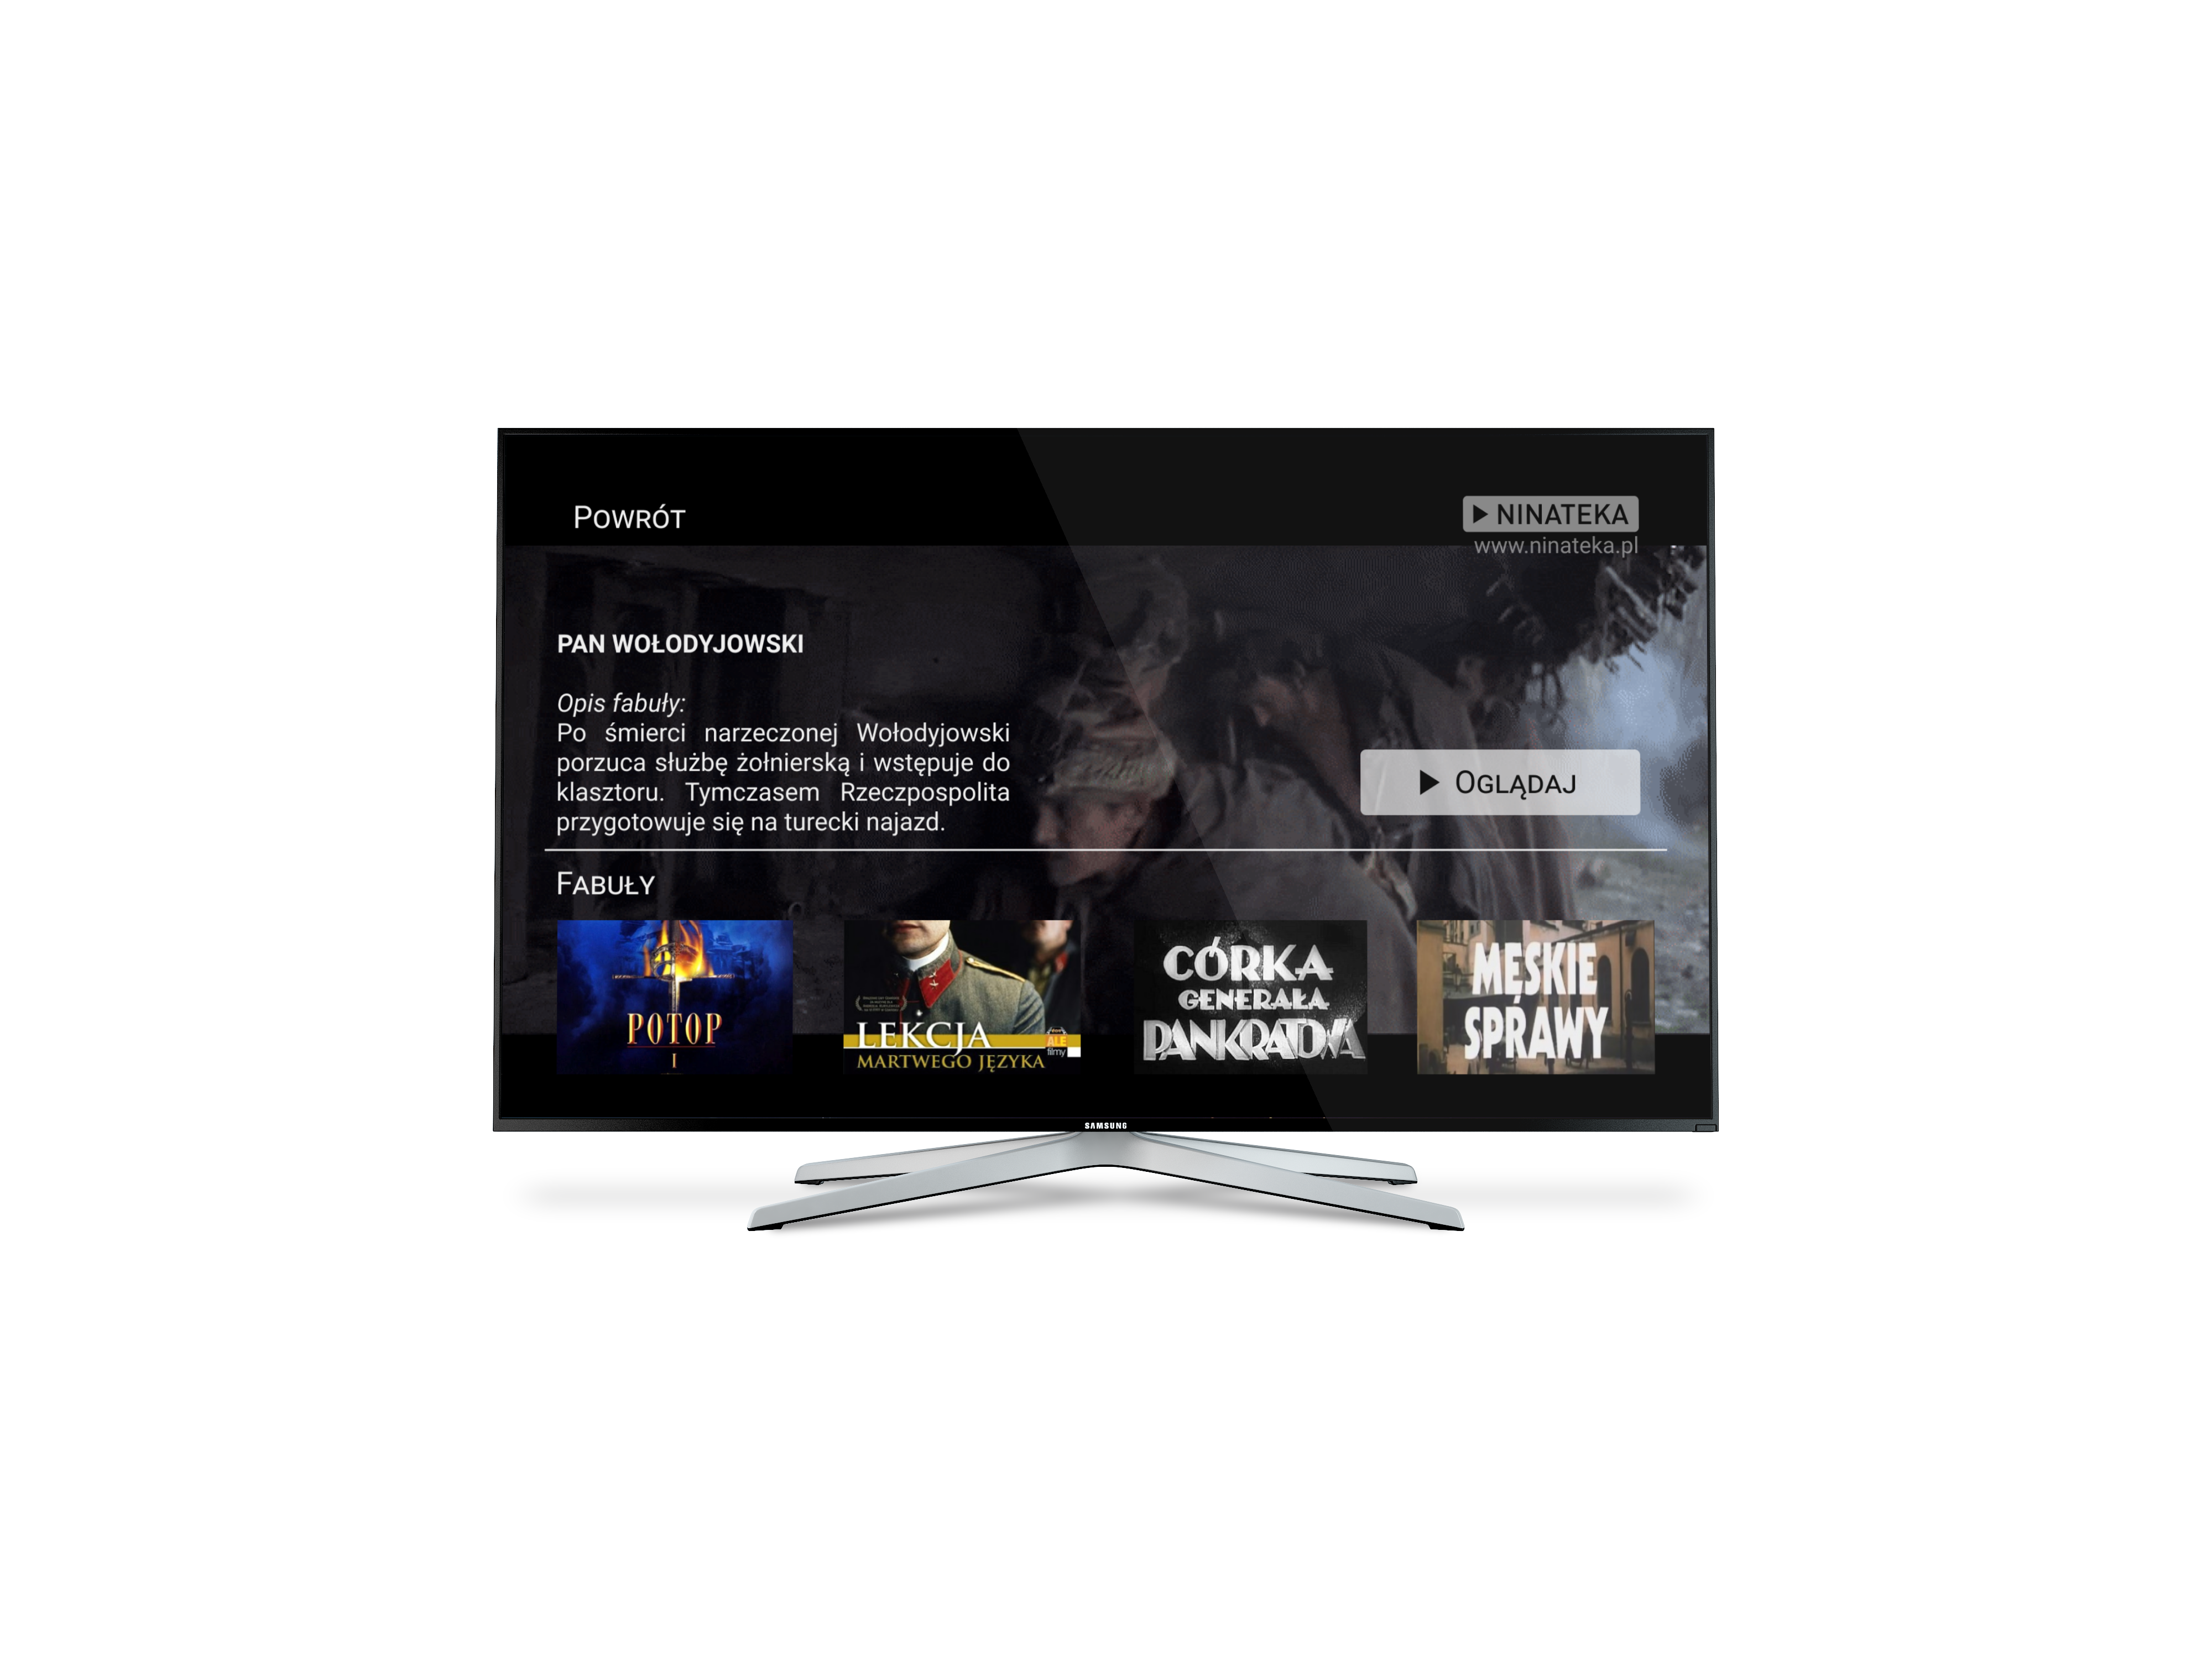 Powrót
NINATEKA
www.ninateka.pl
PAN WOŁODYJOWSKI
Opis fabuły:
Po śmierci narzeczonej Wołodyjowski
porzuca służbę żołnierską i wstępuje do
klasztoru. Tymczasem Rzeczpospolita
przygotowuje się na turecki najazd.
Oglądaj
Fabuły
POTOP
I
LEKCJA
MARTWEGO JĘZYKA
ALE
filmy
CÓRKA
GENERAŁA
PANKRATOWA
MĘSKIE
SPRAWY
SAMSUNG